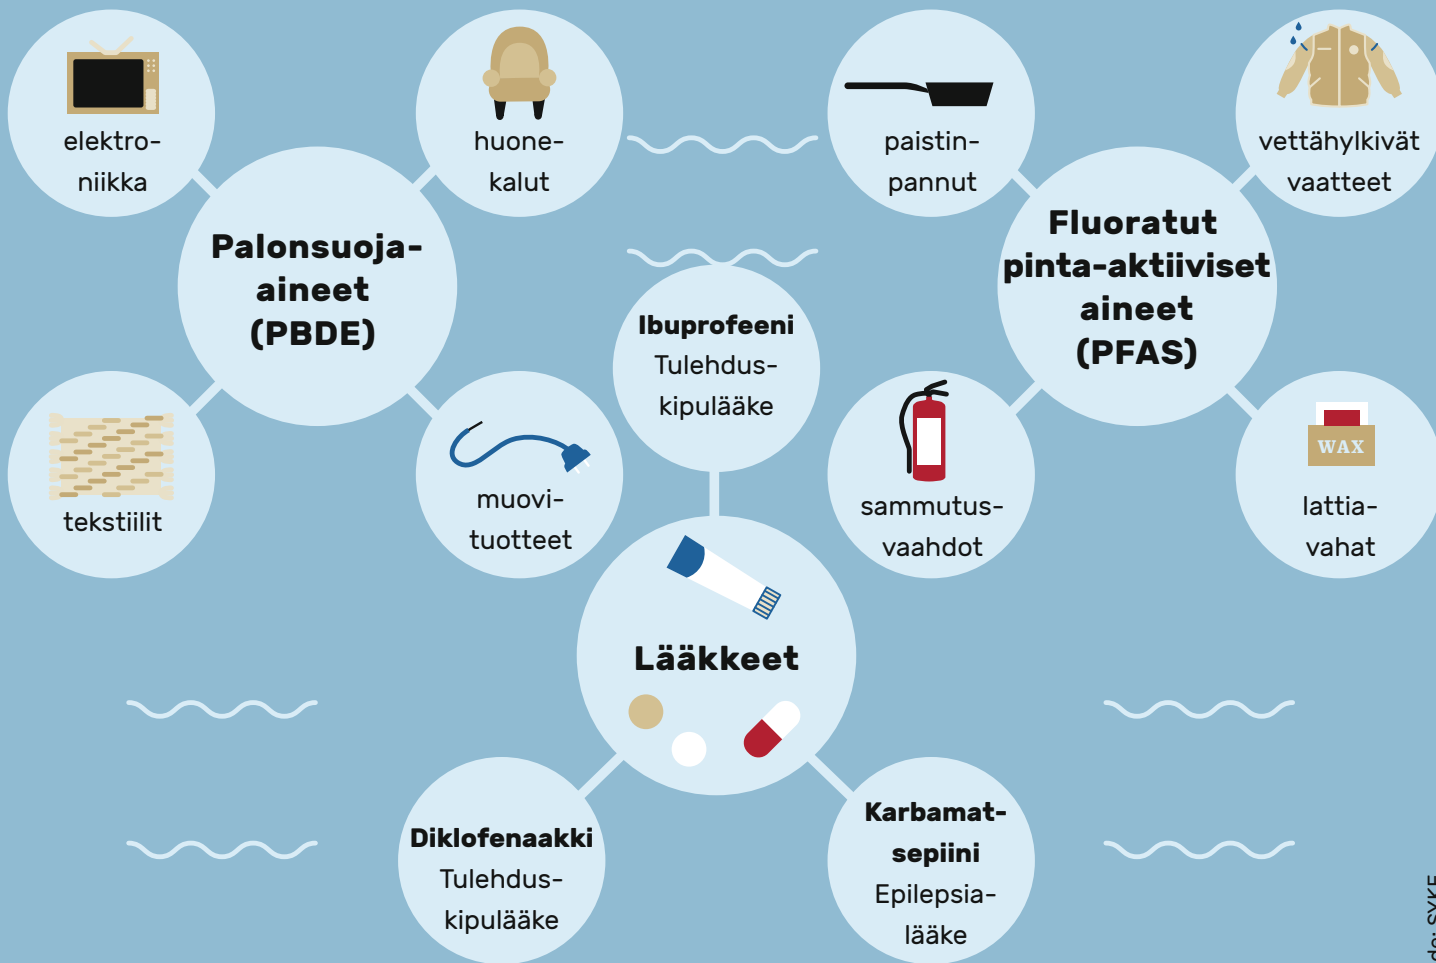 elektro-
niikka
huone-
kalut
Palonsuoja-
aineet
(PBDE)
tekstiilit
muovi-
tuotteet
paistin-
pannut
vettähylkivät
vaatteet
Fluoratut
pinta-aktiiviset
aineet
(PFAS)
sammutus-
vaahdot
WAX
lattia-
vahat
Ibuprofeeni
Tulehdus-
kipulääke
Lääkkeet
Diklofenaakki
Tulehdus-
kipulääke
Karbamat-
sepiini
Epilepsia-
lääke